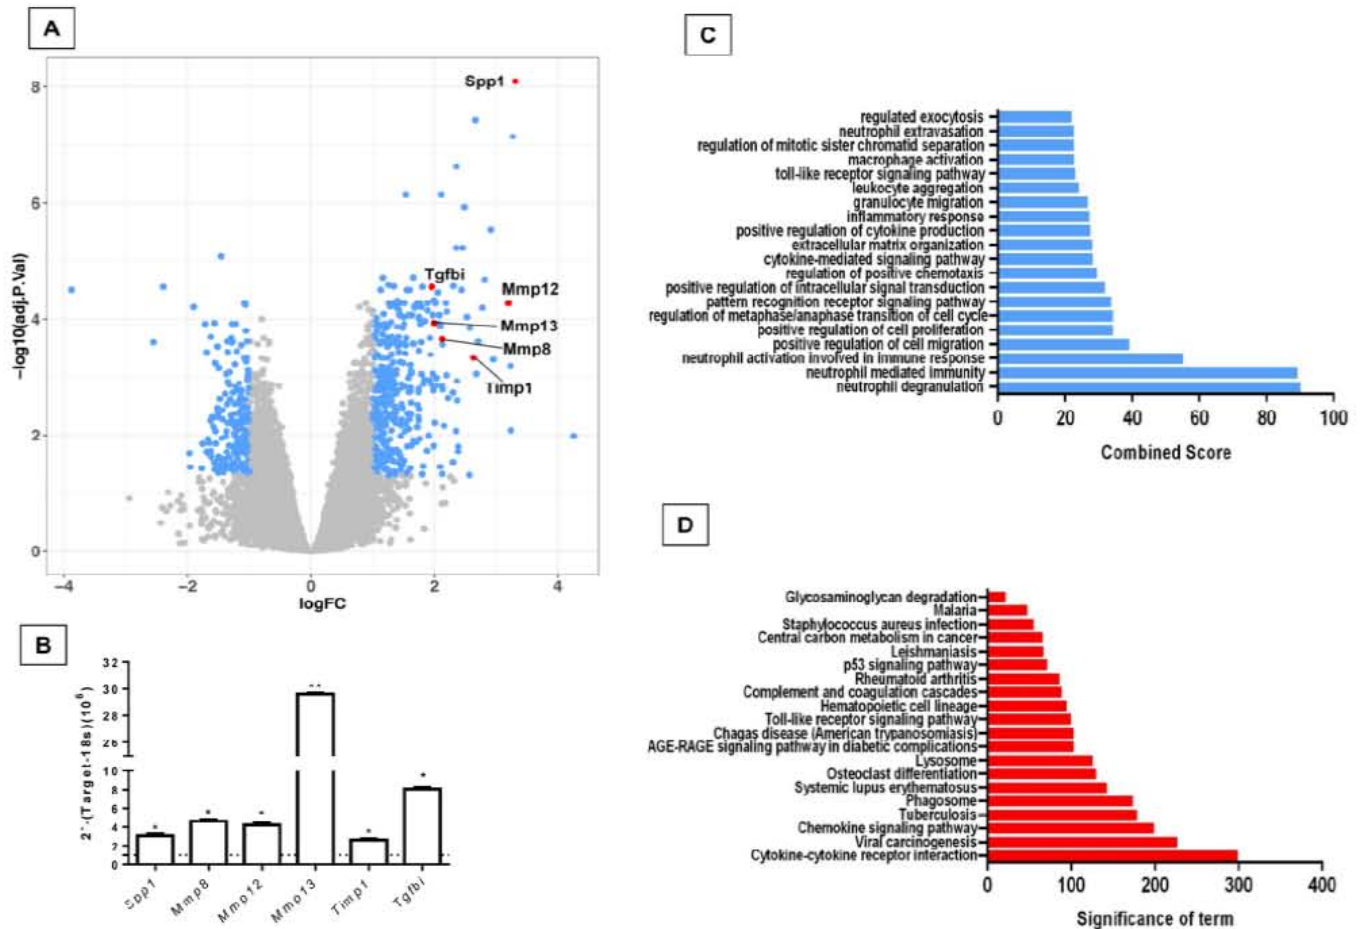 A
8
6
4
2
0
−log10(adj.P.Val)
Spp1
Tgfbi
Mmp12
Mmp13
Mmp8
Timp1
−4
−2
0
2
4
logFC
B
2^-(Target-18s)(10^6)
32
30
28
26
10
8
6
4
2
0
*
*
*
**
*
*
Spp1
Mmp8
Mmp12
Mmp13
Timp1
Tgfbi
C
regulated exocytosis
neutrophil extravasation
regulation of mitotic sister chromatid separation
macrophage activation
toll-like receptor signaling pathway
leukocyte aggregation
granulocyte migration
inflammatory response
positive regulation of cytokine production
extracellular matrix organization
cytokine-mediated signaling pathway
regulation of positive chemotaxis
positive regulation of intracellular signal transduction
pattern recognition receptor signaling pathway
regulation of metaphase/anaphase transition of cell cycle
positive regulation of cell proliferation
positive regulation of cell migration
neutrophil activation involved in immune response
neutrophil mediated immunity
neutrophil degranulation
0
20
40
60
80
100
Combined Score
D
Glycosaminoglycan degradation
Malaria
Staphylococcus aureus infection
Central carbon metabolism in cancer
Leishmaniasis
p53 signaling pathway
Rheumatoid arthritis
Complement and coagulation cascades
Hematopoietic cell lineage
Toll-like receptor signaling pathway
Chagas disease (American trypanosomiasis)
AGE-RAGE signaling pathway in diabetic complications
Lysosome
Osteoclast differentiation
Systemic lupus erythematosus
Phagosome
Tuberculosis
Chemokine signaling pathway
Viral carcinogenesis
Cytokine-cytokine receptor interaction
0
100
200
300
400
Significance of term